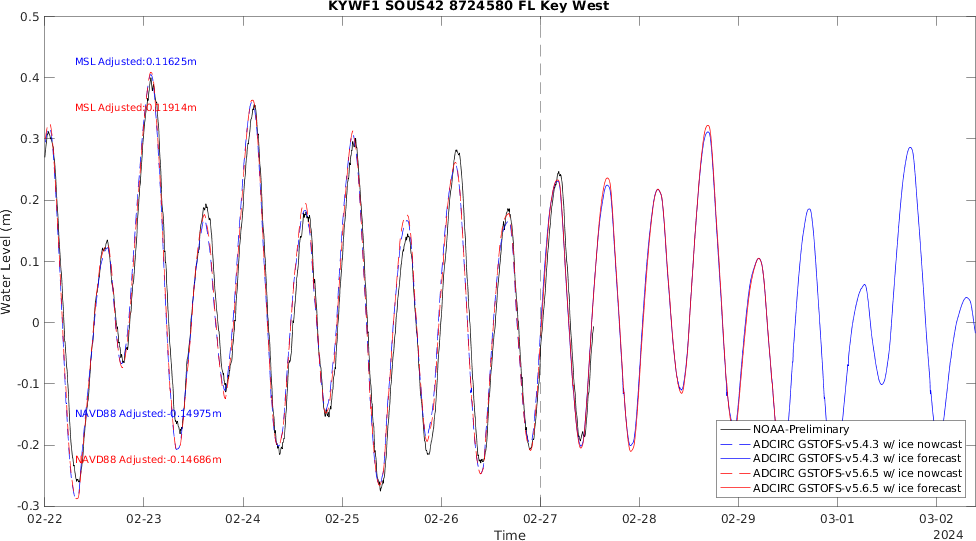 KYWF1 SOUS42 8724580 FL Key West
Water Level (m)
0.5
0.4
0.3
0.2
0.1
0
-0.1
-0.2
-0.3
MSL Adjusted:0.11625m
MSL Adjusted:0.11914m
NAVD88 Adjusted:-0.14975m
NAVD88 Adjusted:-0.14686m
NOAA-Preliminary
ADCIRC GSTOFS-v5.4.3 w/ ice nowcast
ADCIRC GSTOFS-v5.4.3 w/ ice forecast
ADCIRC GSTOFS-v5.6.5 w/ ice nowcast
ADCIRC GSTOFS-v5.6.5 w/ ice forecast
02-22 02-23 02-24 02-25 02-26 02-27 02-28 02-29 03-01 03-02
Time
2024